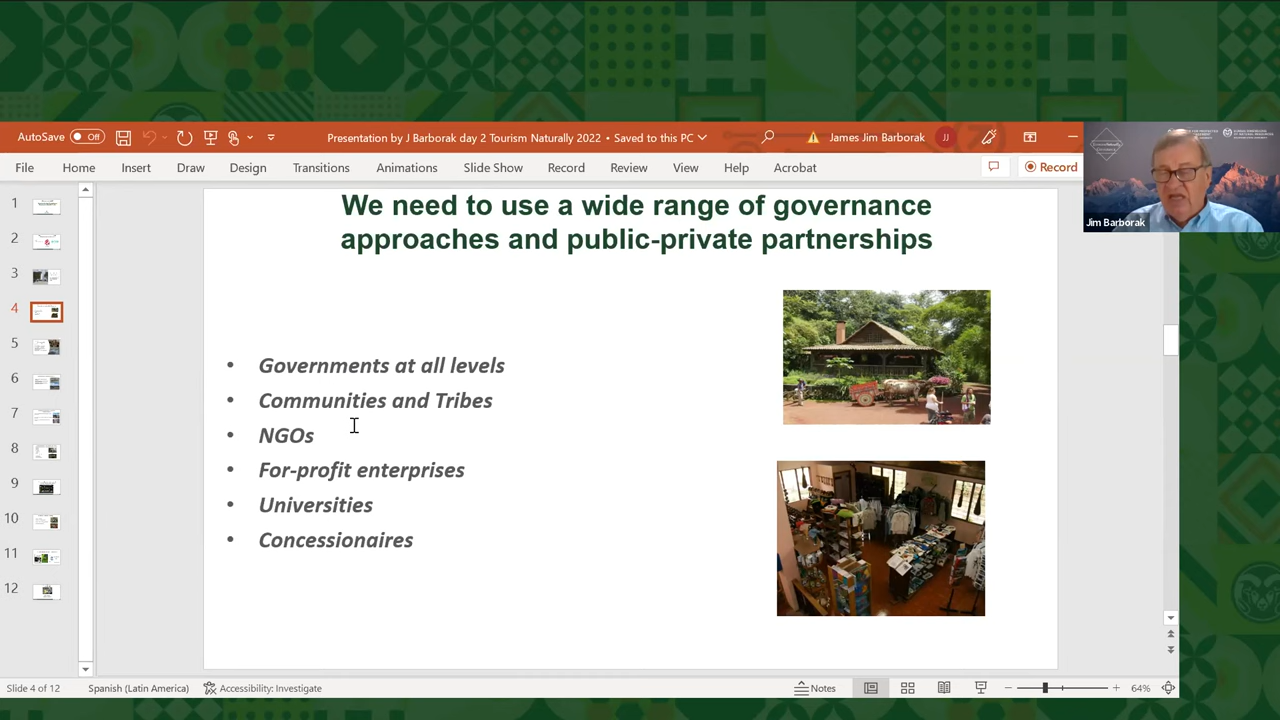 AutoSave Off
Presentation by J Barborak day 2 Tourism Naturally 2022 • Saved to this PC
James Jim Barborak JJ
File Home Insert Draw Design Transitions Animations Slide Show Record Review View Help Acrobat
Record
Jim Barborak
1
2
3
4
5
6
7
8
9
10
11
12
We need to use a wide range of governance
approaches and public-private partnerships
• Governments at all levels
• Communities and Tribes
• NGOs
• For-profit enterprises
• Universities
• Concessionaires
Slide 4 of 12 Spanish (Latin America) Accessibility: Investigate Notes 64%